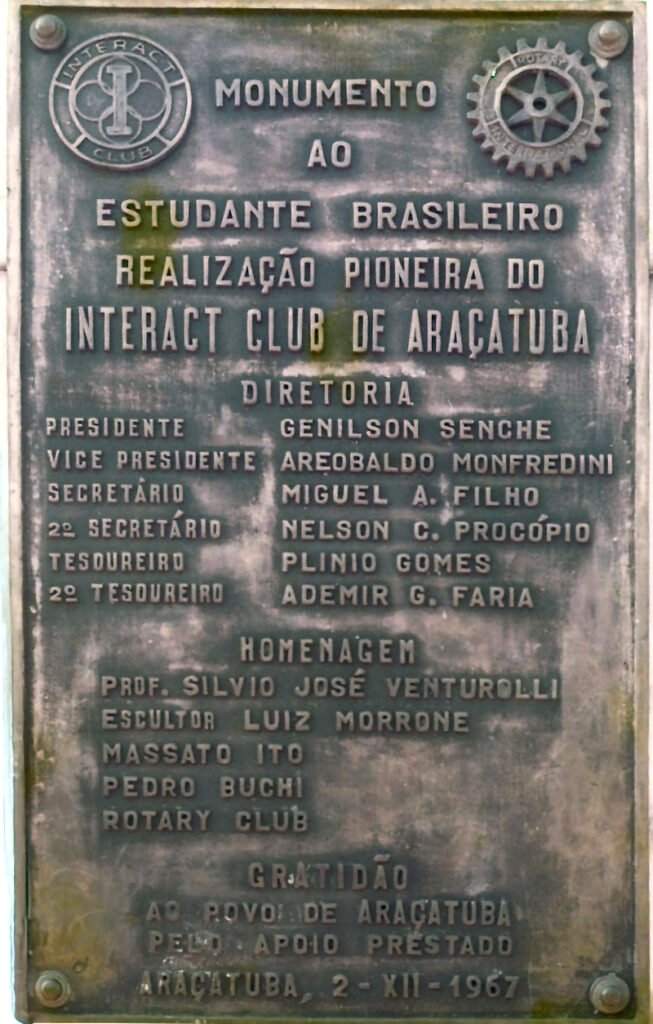 INTERACT CLUB
ROTARY INTERNATIONAL
MONUMENTO
AO
ESTUDANTE BRASILEIRO
REALIZAÇÃO PIONEIRA DO
INTERACT CLUB DE ARAÇATUBA
DIRETORIA
PRESIDENTE GENILSON SENCHE
VICE PRESIDENTE AREOBALDO MONFREDINI
SECRETÁRIO MIGUEL A. FILHO
2º SECRETÁRIO NELSON C. PROCÓPIO
TESOUREIRO PLINIO GOMES
2º TESOUREIRO ADEMIR G. FARIA
HOMENAGEM
PROF. SILVIO JOSÉ VENTUROLLI
ESCULTOR LUIZ MORRONE
MASSATO ITO
PEDRO BUCHI
ROTARY CLUB
GRATIDÃO
AO POVO DE ARAÇATUBA
PELO APOIO PRESTADO
ARAÇATUBA, 2-XII-1967